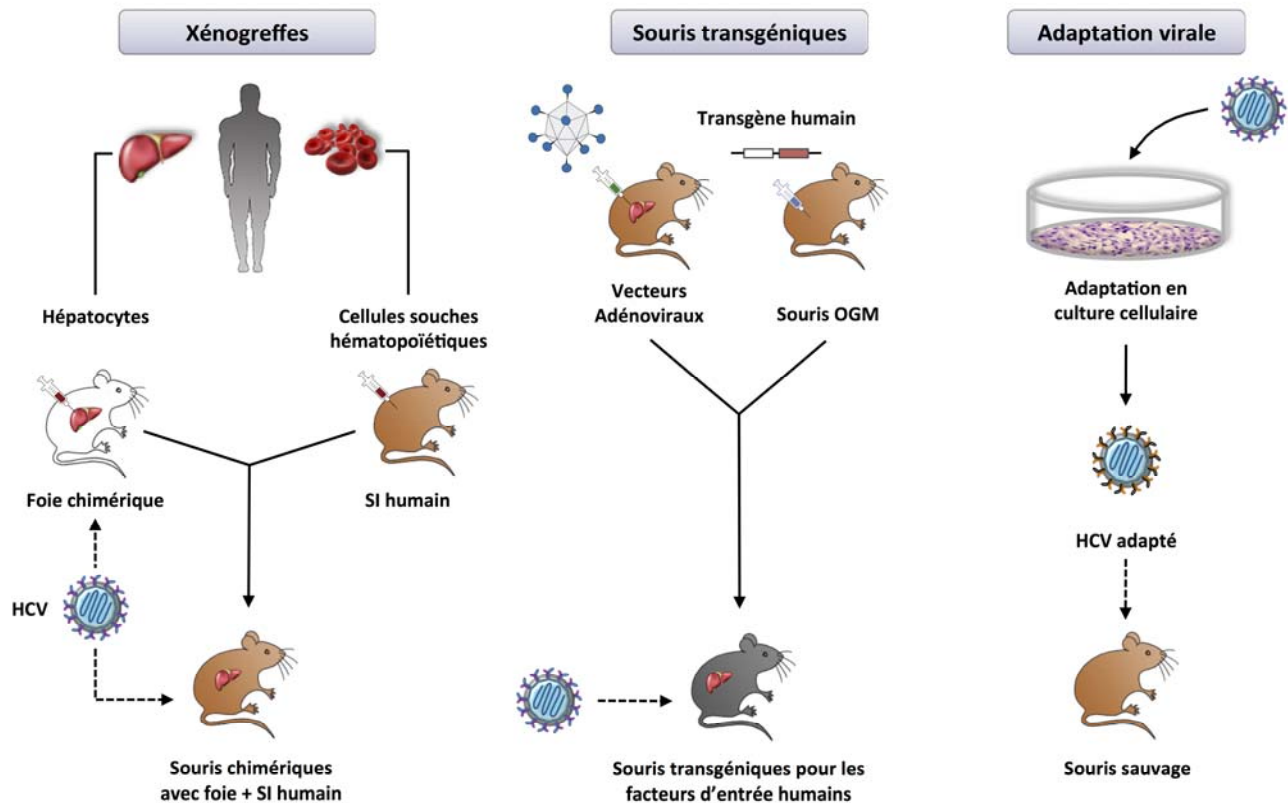 Xénogreffes
Hépatocytes
Cellules souches
hématopoïétiques
Foie chimérique
SI humain
HCV
Souris chimériques
avec foie + SI humain
Souris transgéniques
Transgène humain
Vecteurs
Adénoviraux
Souris OGM
Souris transgéniques pour les
facteurs d’entrée humains
Adaptation virale
Adaptation en
culture cellulaire
HCV adapté
Souris sauvage